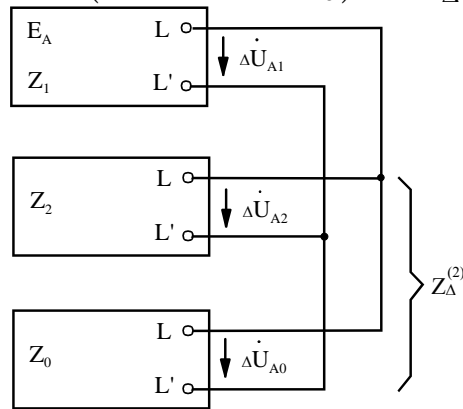 E_A L
Z_1 L'
ΔU̇_A1
Z_2 L
L'
ΔU̇_A2
Z_Δ^(2)
Z_0 L
L'
ΔU̇_A0